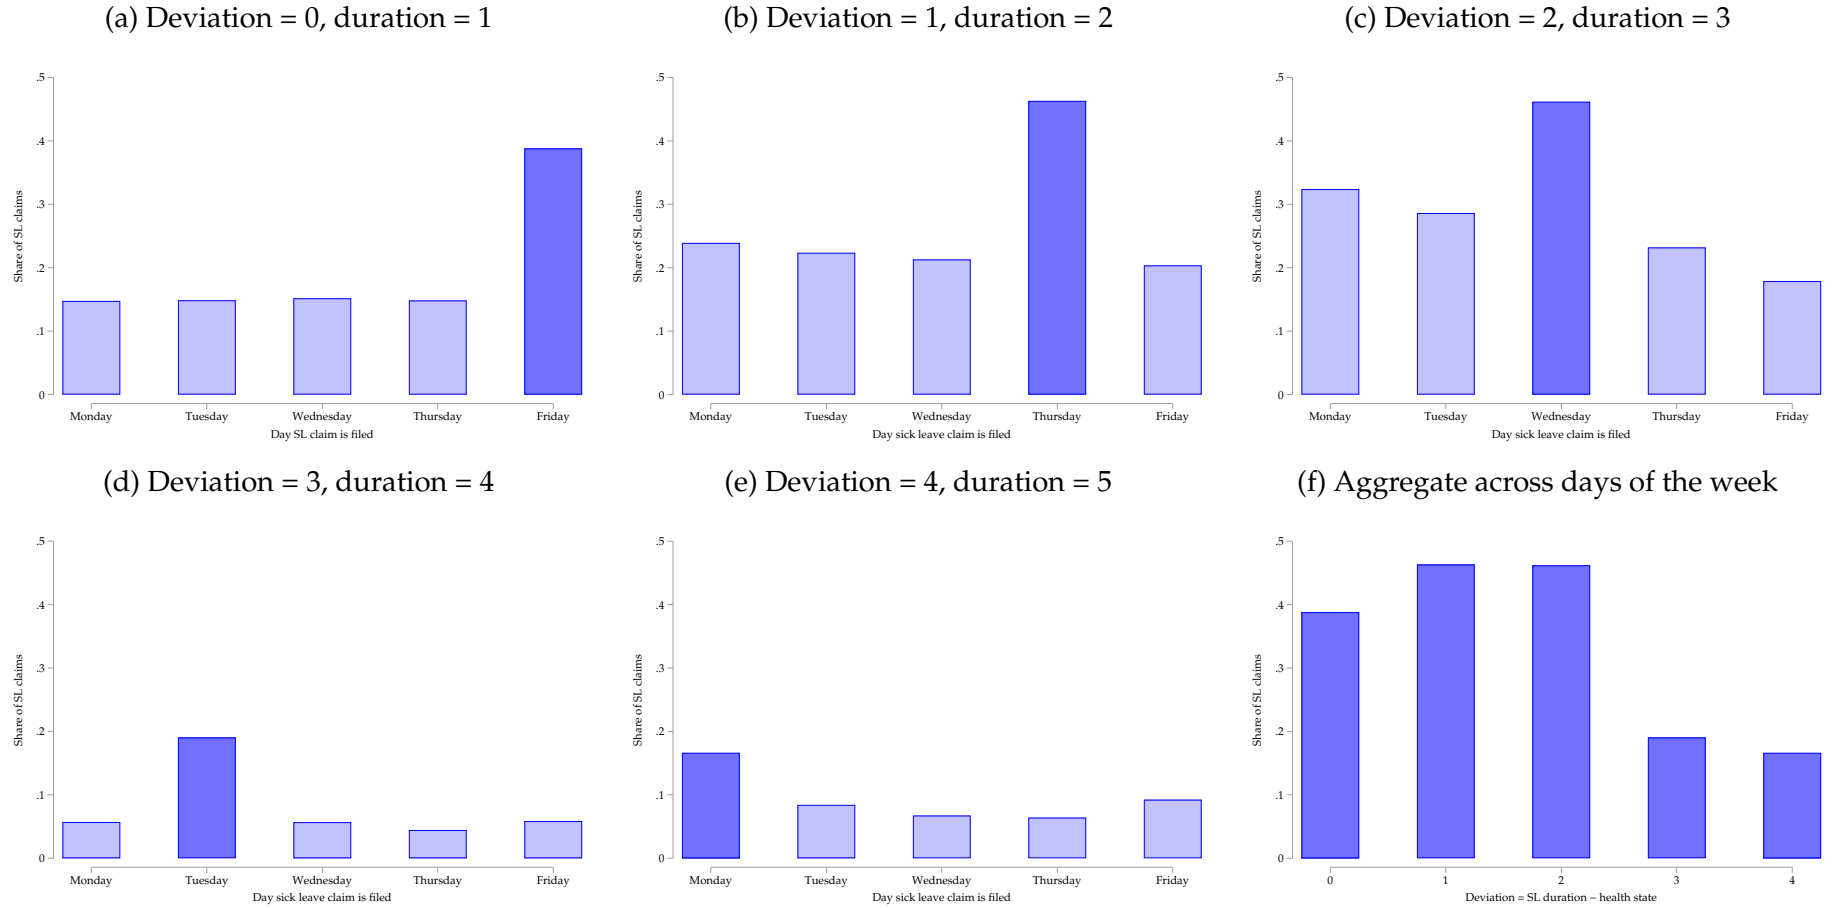 (a) Deviation = 0, duration = 1
Share of SL claims
.5
.4
.3
.2
.1
0
Monday Tuesday Wednesday Thursday Friday
Day SL claim is filed
(b) Deviation = 1, duration = 2
Share of SL claims
.5
.4
.3
.2
.1
0
Monday Tuesday Wednesday Thursday Friday
Day sick leave claim is filed
(c) Deviation = 2, duration = 3
Share of SL claims
.5
.4
.3
.2
.1
0
Monday Tuesday Wednesday Thursday Friday
Day sick leave claim is filed
(d) Deviation = 3, duration = 4
Share of SL claims
.5
.4
.3
.2
.1
0
Monday Tuesday Wednesday Thursday Friday
Day sick leave claim is filed
(e) Deviation = 4, duration = 5
Share of SL claims
.5
.4
.3
.2
.1
0
Monday Tuesday Wednesday Thursday Friday
Day sick leave claim is filed
(f) Aggregate across days of the week
Share of SL claims
.5
.4
.3
.2
.1
0
0 1 2 3 4
Deviation = SL duration − health state